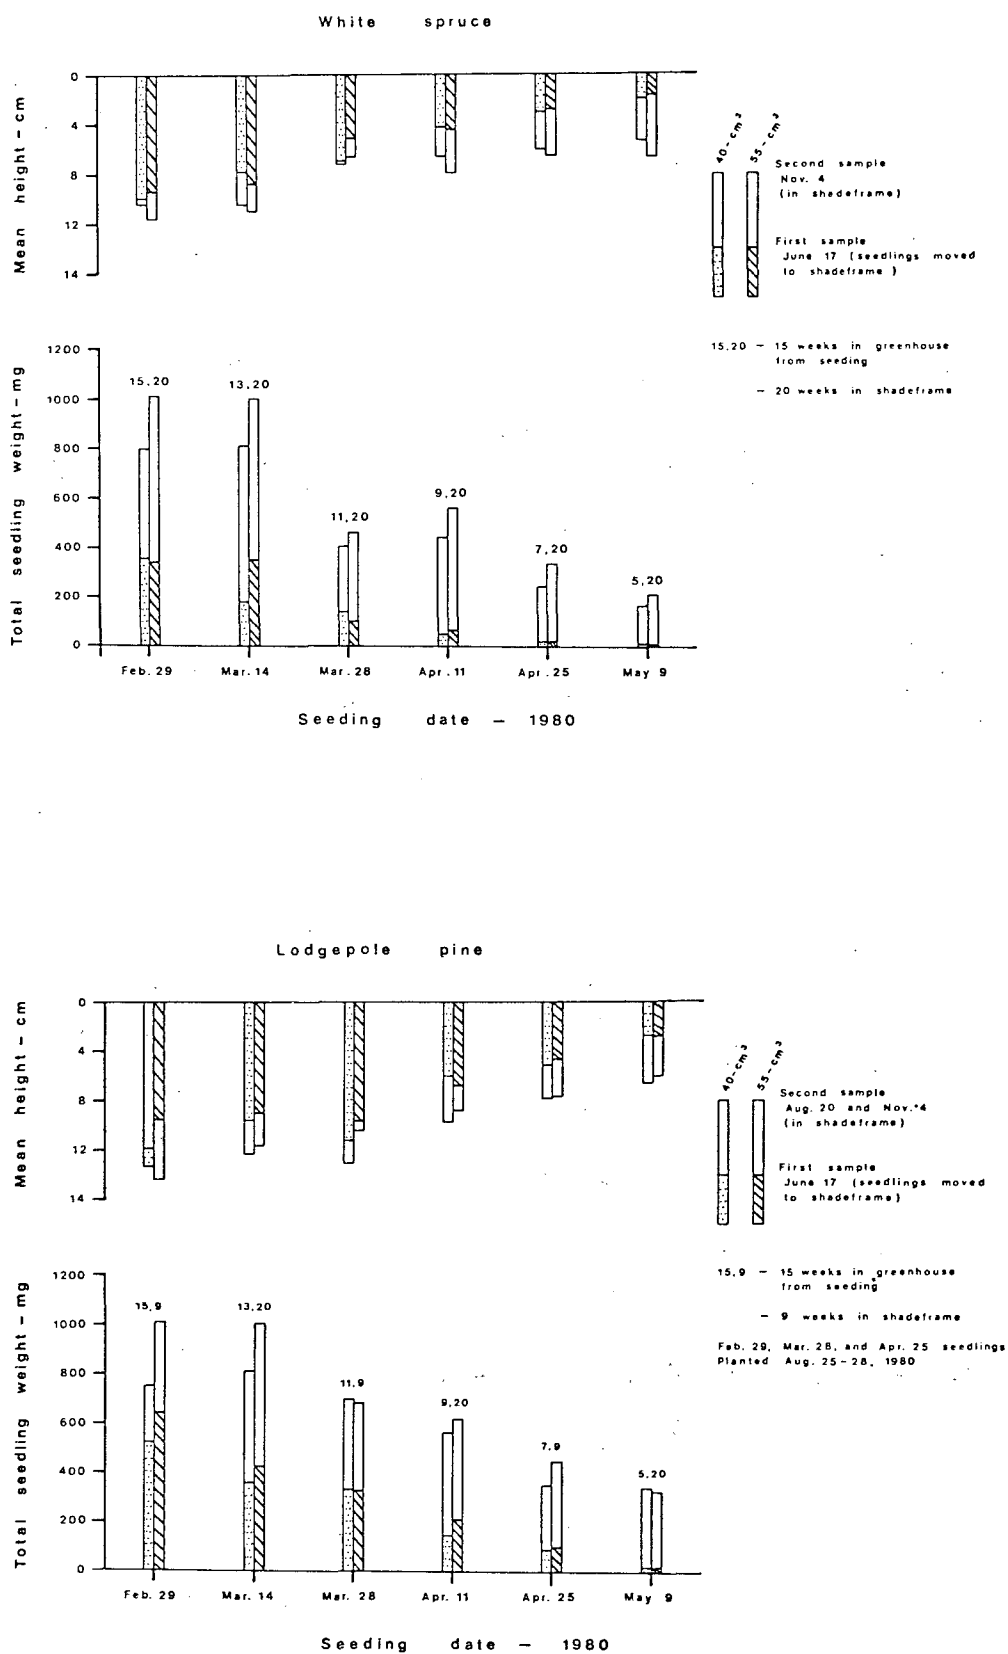 White spruce
Mean height - cm
0
4
8
12
14
40-cm³
55-cm³
Second sample
Nov. 4
(in shadeframe)
First sample
June 17 (seedlings moved
to shadeframe)
15,20 - 15 weeks in greenhouse
from seeding
- 20 weeks in shadeframe
Total seedling weight - mg
1200
1000
800
600
400
200
0
15,20
13,20
11,20
9,20
7,20
5,20
Feb. 29 Mar. 14 Mar. 28 Apr. 11 Apr. 25 May 9
Seeding date - 1980
Lodgepole pine
Mean height - cm
0
4
8
12
14
40-cm³
55-cm³
Second sample
Aug. 20 and Nov. 4
(in shadeframe)
First sample
June 17 (seedlings moved
to shadeframe)
15,9 - 15 weeks in greenhouse
from seeding
- 9 weeks in shadeframe
Feb. 29, Mar. 28, and Apr. 25 seedlings
Planted Aug. 25-28, 1980
Total seedling weight - mg
1200
1000
800
600
400
200
0
15,9
13,20
11,9
9,20
7,9
5,20
Feb. 29 Mar. 14 Mar. 28 Apr. 11 Apr. 25 May 9
Seeding date - 1980